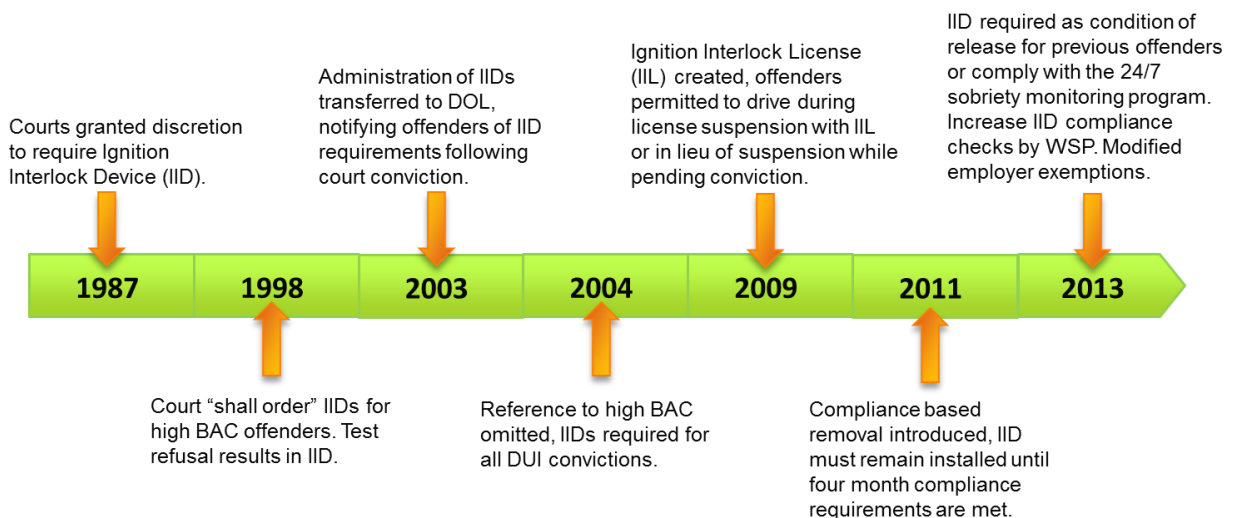 Courts granted discretion
to require Ignition
Interlock Device (IID).
Administration of IIDs
transferred to DOL,
notifying offenders of IID
requirements following
court conviction.
Ignition Interlock License
(IIL) created, offenders
permitted to drive during
license suspension with IIL
or in lieu of suspension while
pending conviction.
IID required as condition of
release for previous offenders
or comply with the 24/7
sobriety monitoring program.
Increase IID compliance
checks by WSP. Modified
employer exemptions.
1987 1998 2003 2004 2009 2011 2013
Court “shall order” IIDs for
high BAC offenders. Test
refusal results in IID.
Reference to high BAC
omitted, IIDs required for
all DUI convictions.
Compliance based
removal introduced, IID
must remain installed until
four month compliance
requirements are met.